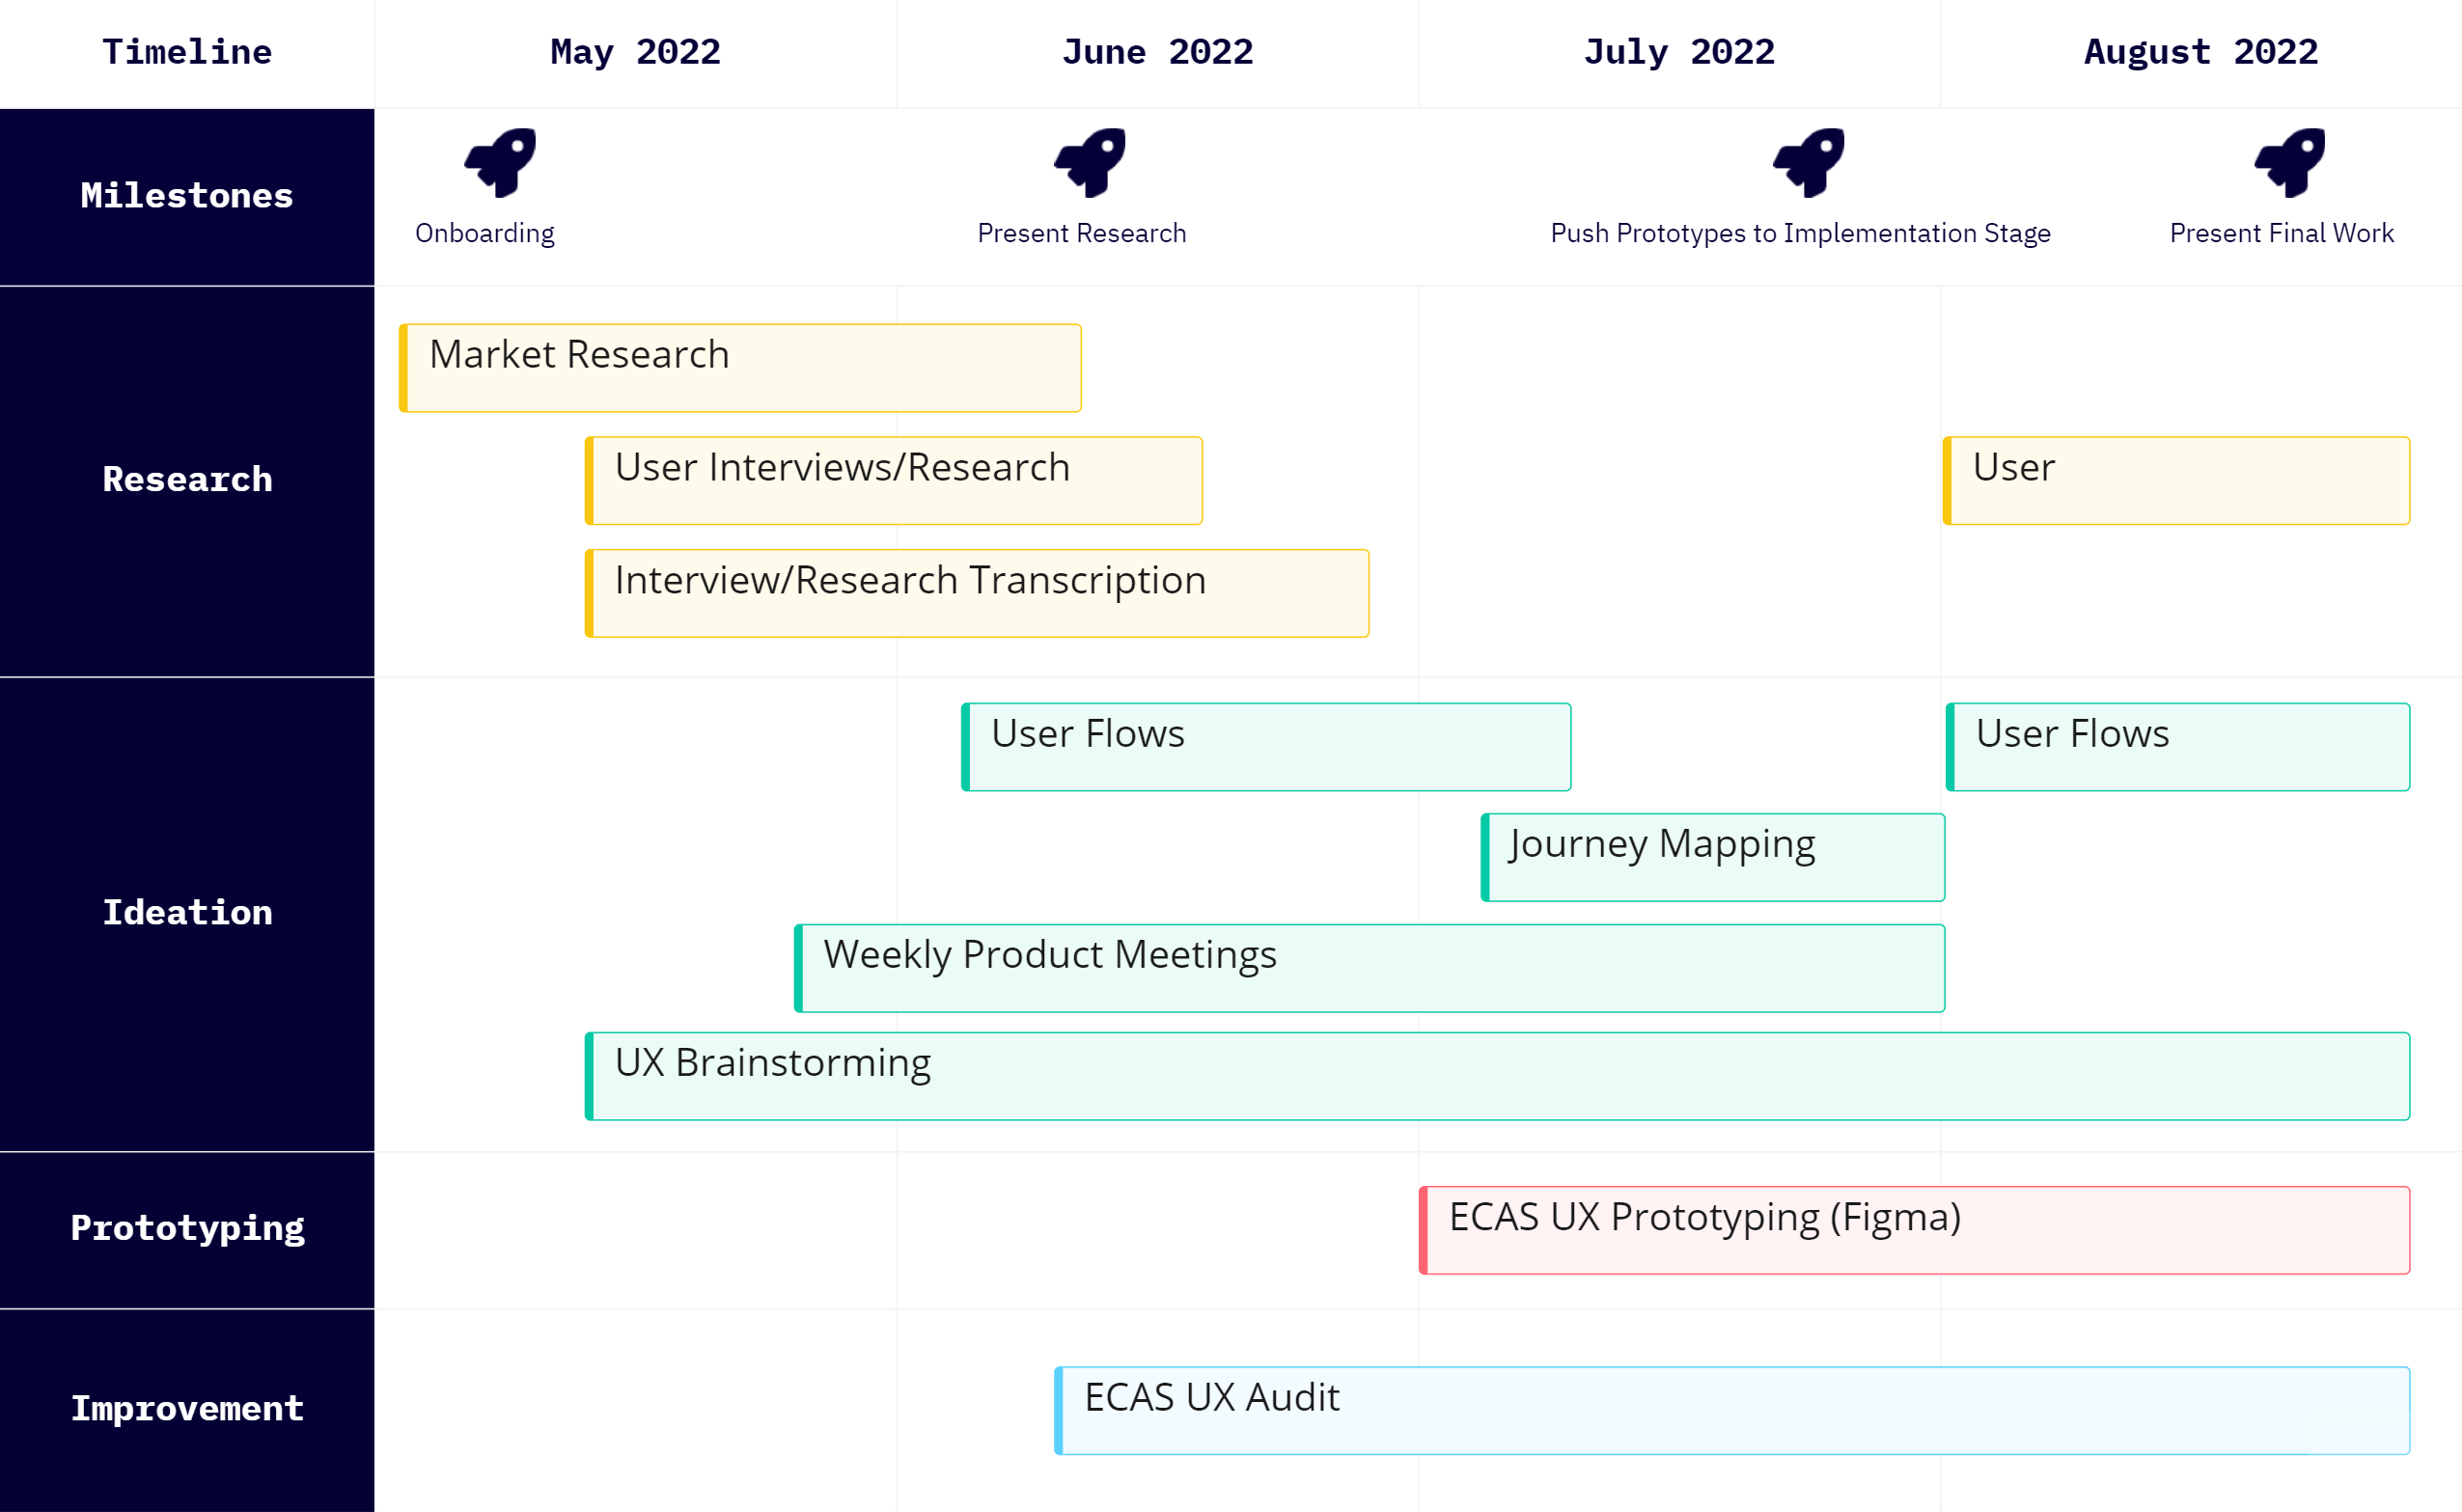 Timeline
May 2022
June 2022
July 2022
August 2022
Milestones
Onboarding
Present Research
Push Prototypes to Implementation Stage
Present Final Work
Research
Market Research
User Interviews/Research
User
Interview/Research Transcription
Ideation
User Flows
User Flows
Journey Mapping
Weekly Product Meetings
UX Brainstorming
Prototyping
ECAS UX Prototyping (Figma)
Improvement
ECAS UX Audit